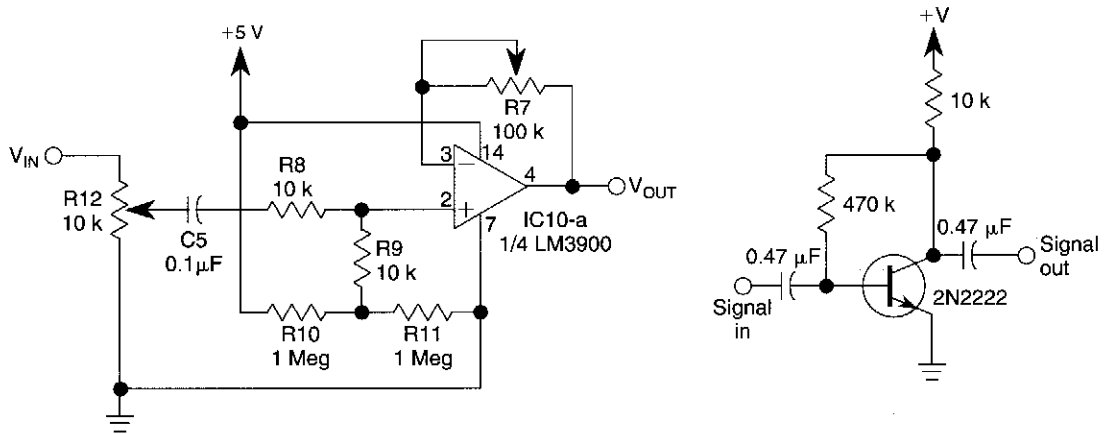 +5 V
R7
100 k
V_IN
R12
10 k
C5
0.1µF
R8
10 k
R9
10 k
R10
1 Meg
R11
1 Meg
3
14
2
4
7
−
+
V_OUT
IC10-a
1/4 LM3900
+V
10 k
470 k
0.47 µF
Signal
in
0.47 µF
Signal
out
2N2222